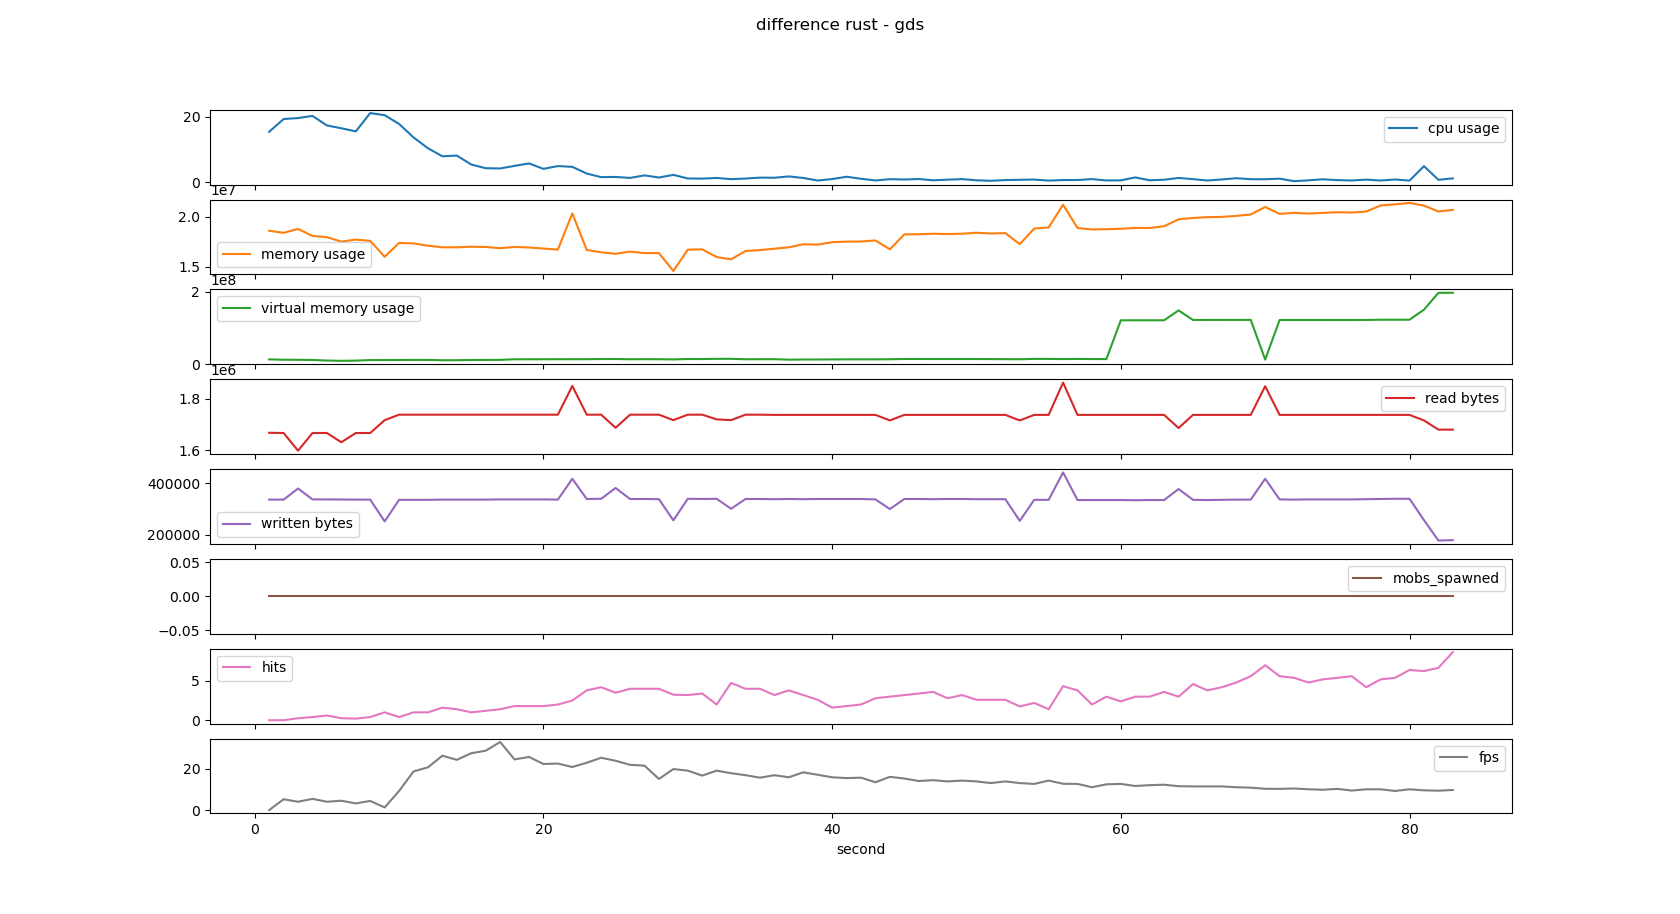 difference rust - gds
20
0
cpu usage
1e7
2.0
1.5
memory usage
1e8
2
0
virtual memory usage
1e6
1.8
1.6
read bytes
400000
200000
written bytes
0.05
0.00
−0.05
mobs_spawned
5
0
hits
20
0
fps
0 20 40 60 80
second